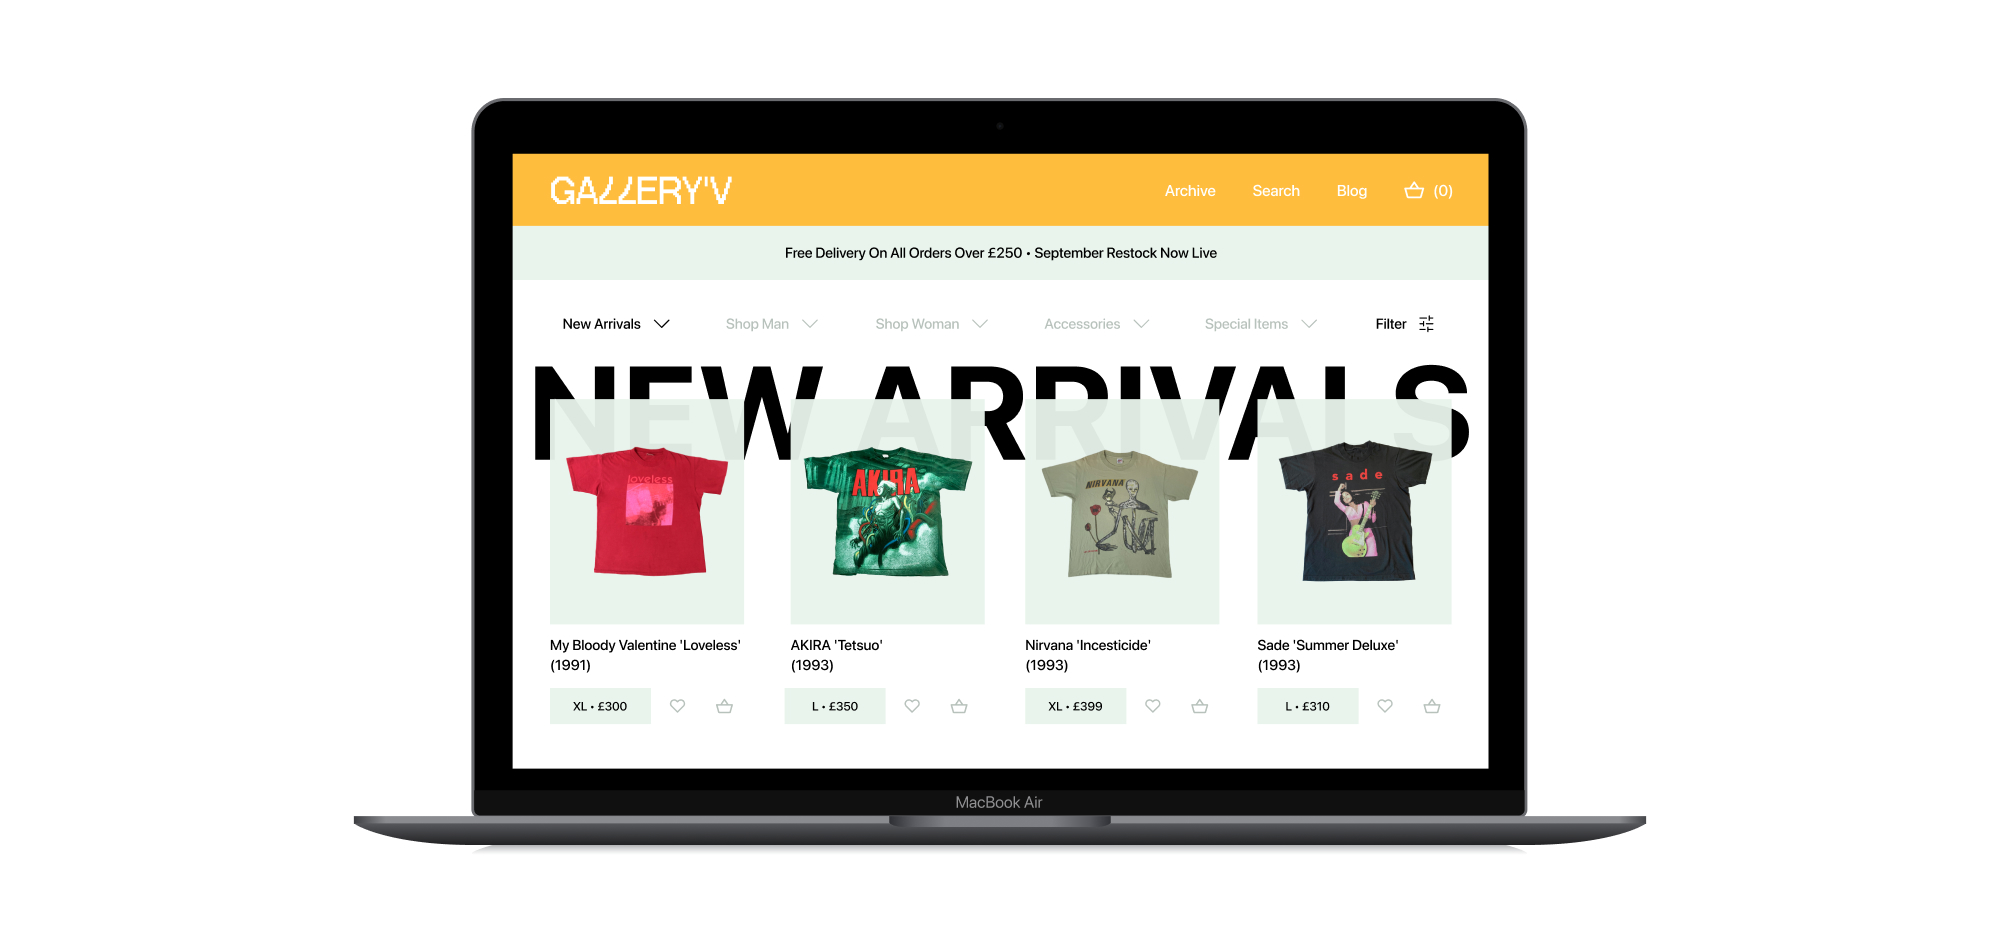 GALLERY'V
Archive
Search
Blog
(0)
Free Delivery On All Orders Over £250 • September Restock Now Live
New Arrivals
Shop Man
Shop Woman
Accessories
Special Items
Filter
NEW ARRIVALS
loveless
AKIRA
NIRVANA
sade
My Bloody Valentine 'Loveless'
(1991)
AKIRA 'Tetsuo'
(1993)
Nirvana 'Incesticide'
(1993)
Sade 'Summer Deluxe'
(1993)
XL • £300
L • £350
XL • £399
L • £310
MacBook Air